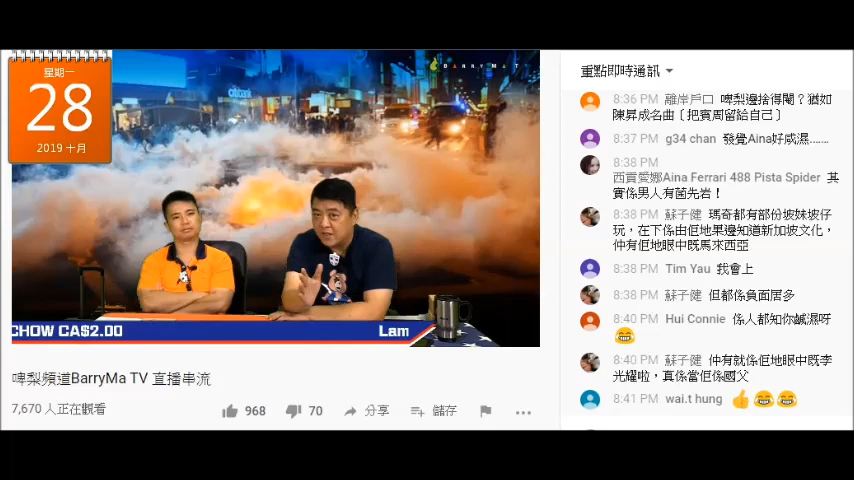 星期一
28
2019 十月
BARRYMA T
CHOW CA$2.00
Lam
啤梨頻道BarryMa TV 直播串流
7,670 人正在觀看
968
70
分享
儲存
重點即時通訊
8:36 PM 離岸戶口 啤梨邊捨得閪？猶如
陳昇成名曲〔把賓周留給自己〕
8:37 PM g34 chan 發覺Aina好咸濕......
8:38 PM
西貢愛娜Aina Ferrari 488 Pista Spider 其
實係男人有菌先岩！
8:38 PM 蘇子健 瑪奇都有部份坡妹坡仔
玩，在下係由佢地果邊知道新加坡文化，
仲有佢地眼中既馬來西亞
8:38 PM Tim Yau 我會上
8:38 PM 蘇子健 但都係負面居多
8:40 PM Hui Connie 係人都知你鹹濕呀
😂
8:40 PM 蘇子健 仲有就係佢地眼中既李
光耀啦，真係當佢係國父
8:41 PM wai.t hung 👍😂😂